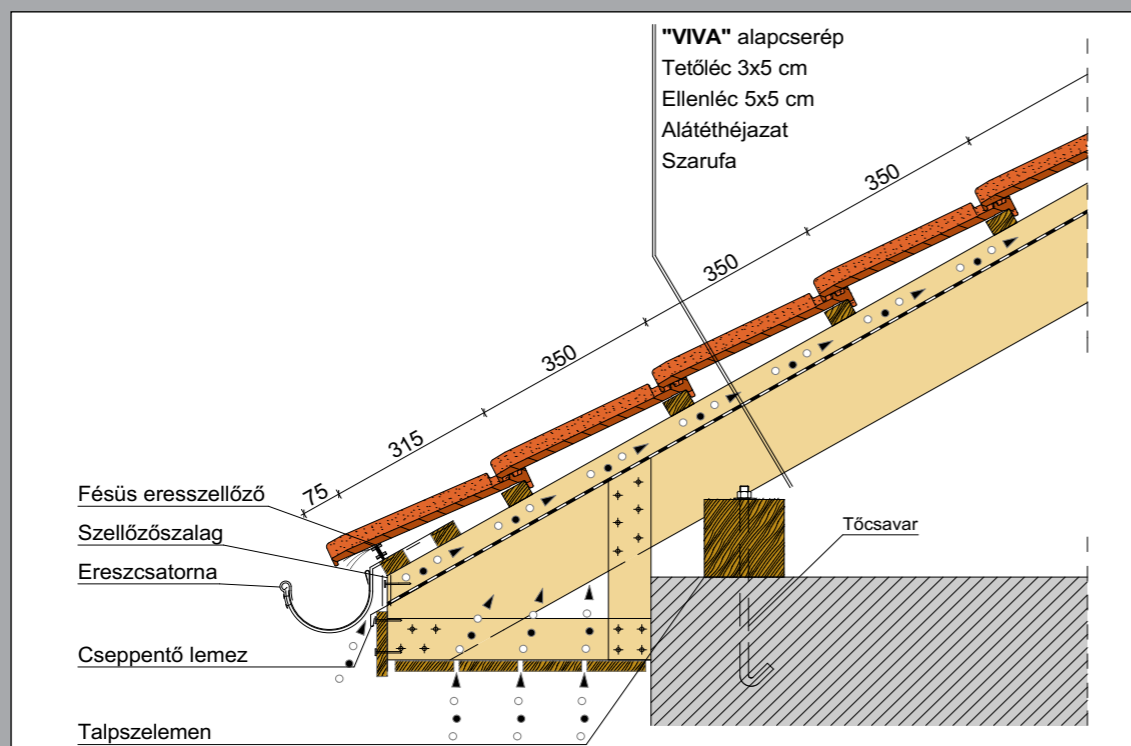 "VIVA" alapcserép
Tetőléc 3x5 cm
Ellenléc 5x5 cm
Alátéthéjazat
Szarufa
350
350
350
315
75
Fésüs eresszellőző
Szellőzőszalag
Ereszcsatorna
Tőcsavar
Cseppentő lemez
Talpszelemen